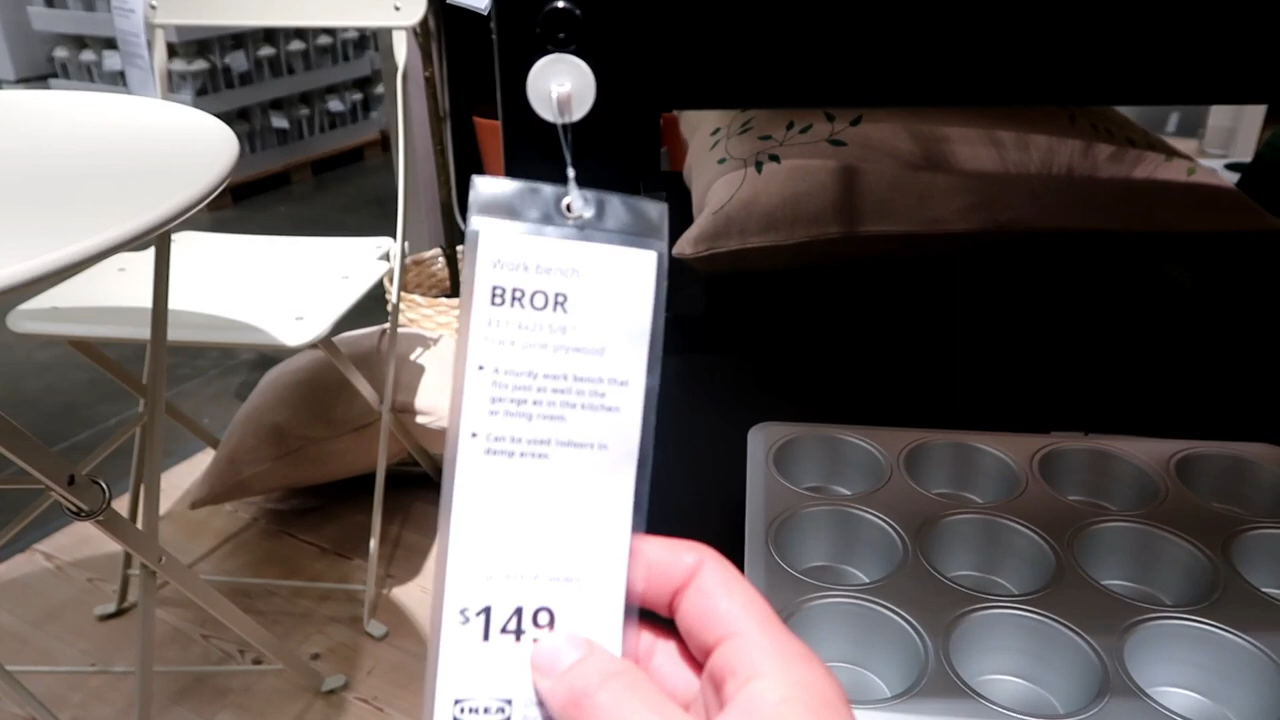 Work bench
BROR
▸ A sturdy work bench that
fits just as well in the
garage as in the kitchen
or living room.
▸ Can be used indoors in
damp areas.
$149
IKEA